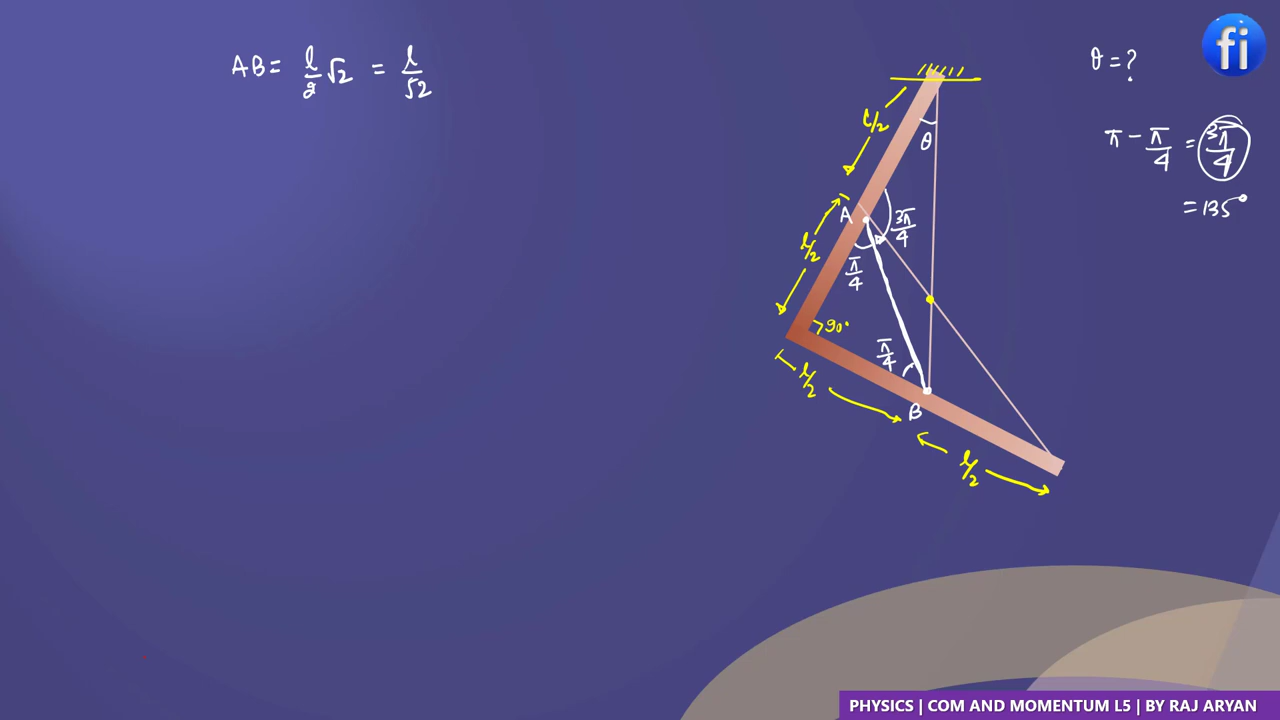 AB = l/2 √2 = l/√2
θ = ?
fi
π - π/4 = 3π/4
= 135°
l/2
θ
A
3π/4
l/2
π/4
90°
π/4
l/2
B
l/2
PHYSICS | COM AND MOMENTUM L5 | BY RAJ ARYAN